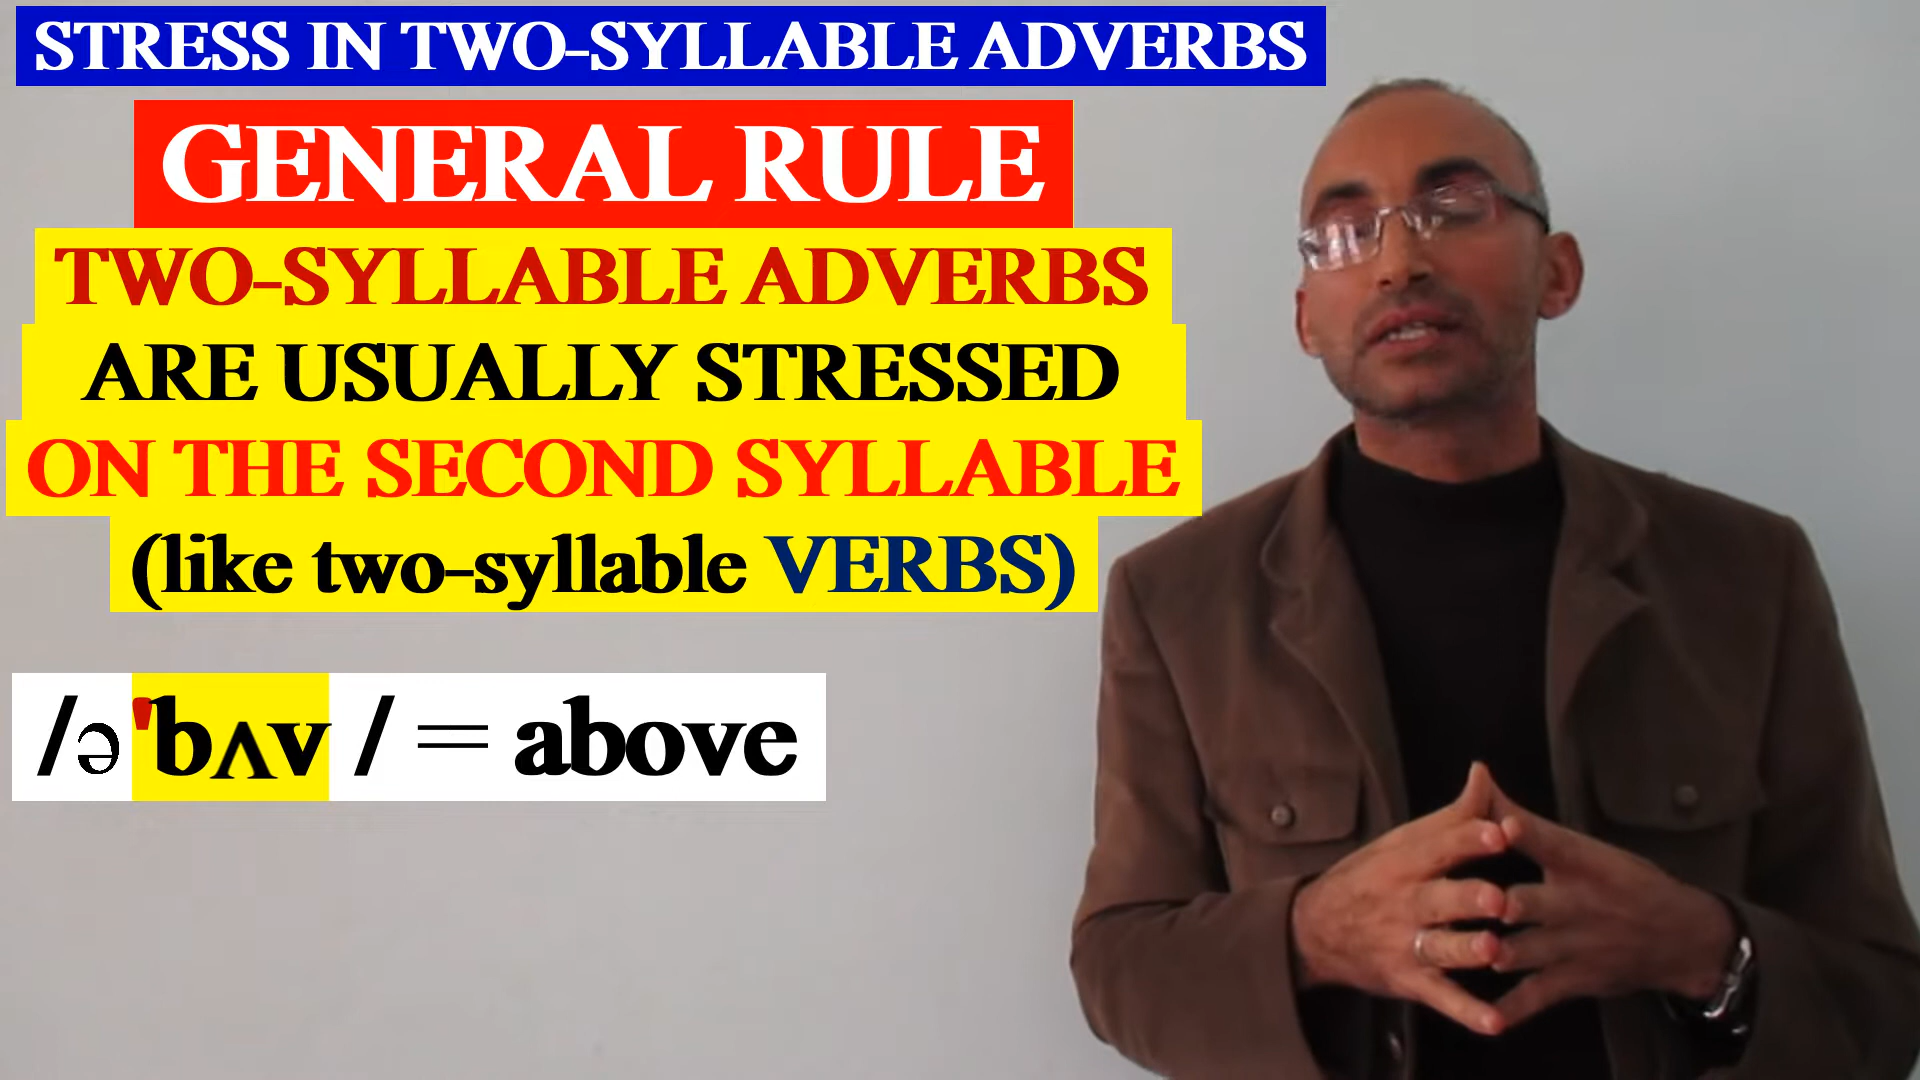 STRESS IN TWO-SYLLABLE ADVERBS
GENERAL RULE
TWO-SYLLABLE ADVERBS
ARE USUALLY STRESSED
ON THE SECOND SYLLABLE
(like two-syllable VERBS)
/ə'bʌv / = above